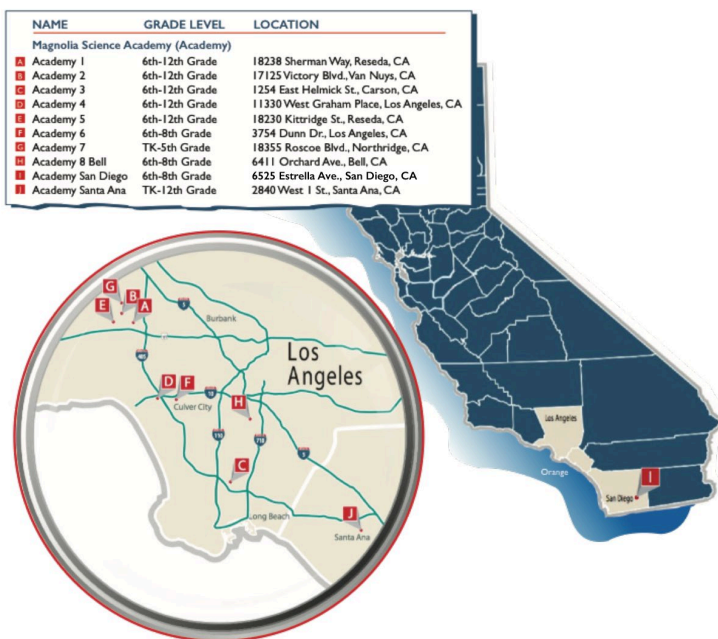 NAME GRADE LEVEL LOCATION
Magnolia Science Academy (Academy)
A Academy 1 6th-12th Grade 18238 Sherman Way, Reseda, CA
B Academy 2 6th-12th Grade 17125 Victory Blvd., Van Nuys, CA
C Academy 3 6th-12th Grade 1254 East Helmick St., Carson, CA
D Academy 4 6th-12th Grade 11330 West Graham Place, Los Angeles, CA
E Academy 5 6th-12th Grade 18230 Kittridge St., Reseda, CA
F Academy 6 6th-8th Grade 3754 Dunn Dr., Los Angeles, CA
G Academy 7 TK-5th Grade 18355 Roscoe Blvd., Northridge, CA
H Academy 8 Bell 6th-8th Grade 6411 Orchard Ave., Bell, CA
I Academy San Diego 6th-8th Grade 6525 Estrella Ave., San Diego, CA
J Academy Santa Ana TK-12th Grade 2840 West 1 St., Santa Ana, CA
G
B
E
A
5
Burbank
405
Los
Angeles
D
F
10
Culver City
H
110
710
5
C
Long Beach
J
Santa Ana
Los Angeles
Orange
San Diego
I